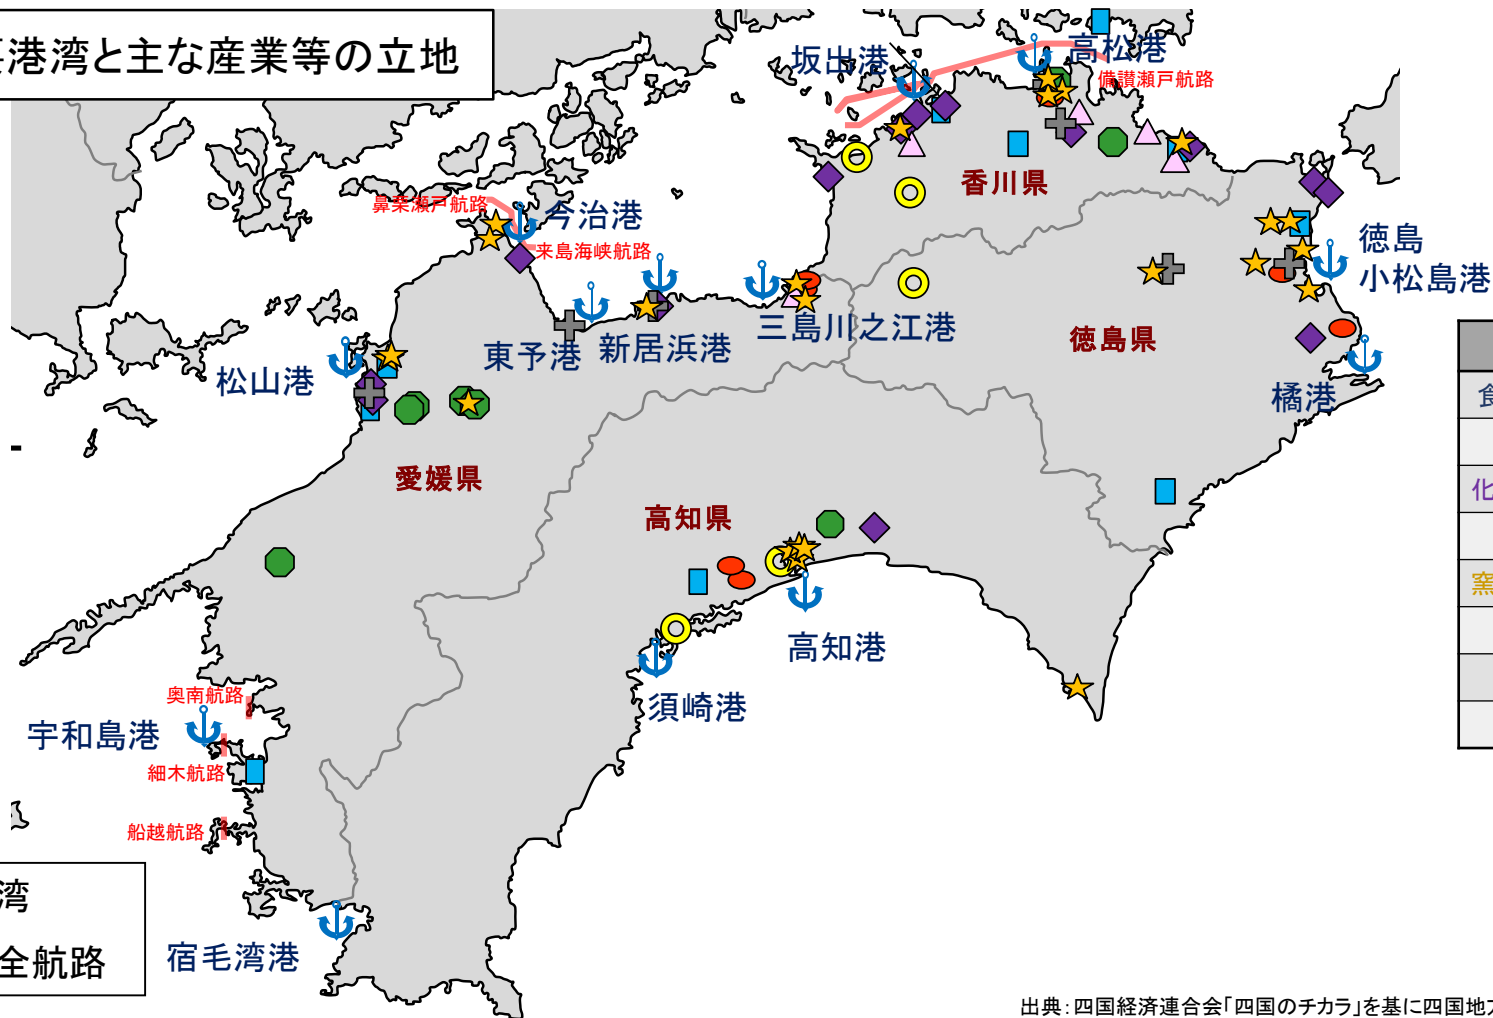 港湾と主な産業等の立地
坂出港
高松港
備讃瀬戸航路
香川県
鼻栗瀬戸航路
今治港
来島海峡航路
徳島
小松島港
三島川之江港
新居浜港
東予港
徳島県
松山港
橘港
食
愛媛県
化
高知県
窯
高知港
須崎港
奥南航路
宇和島港
細木航路
船越航路
湾
全航路
宿毛湾港
出典：四国経済連合会「四国のチカラ」を基に四国地方